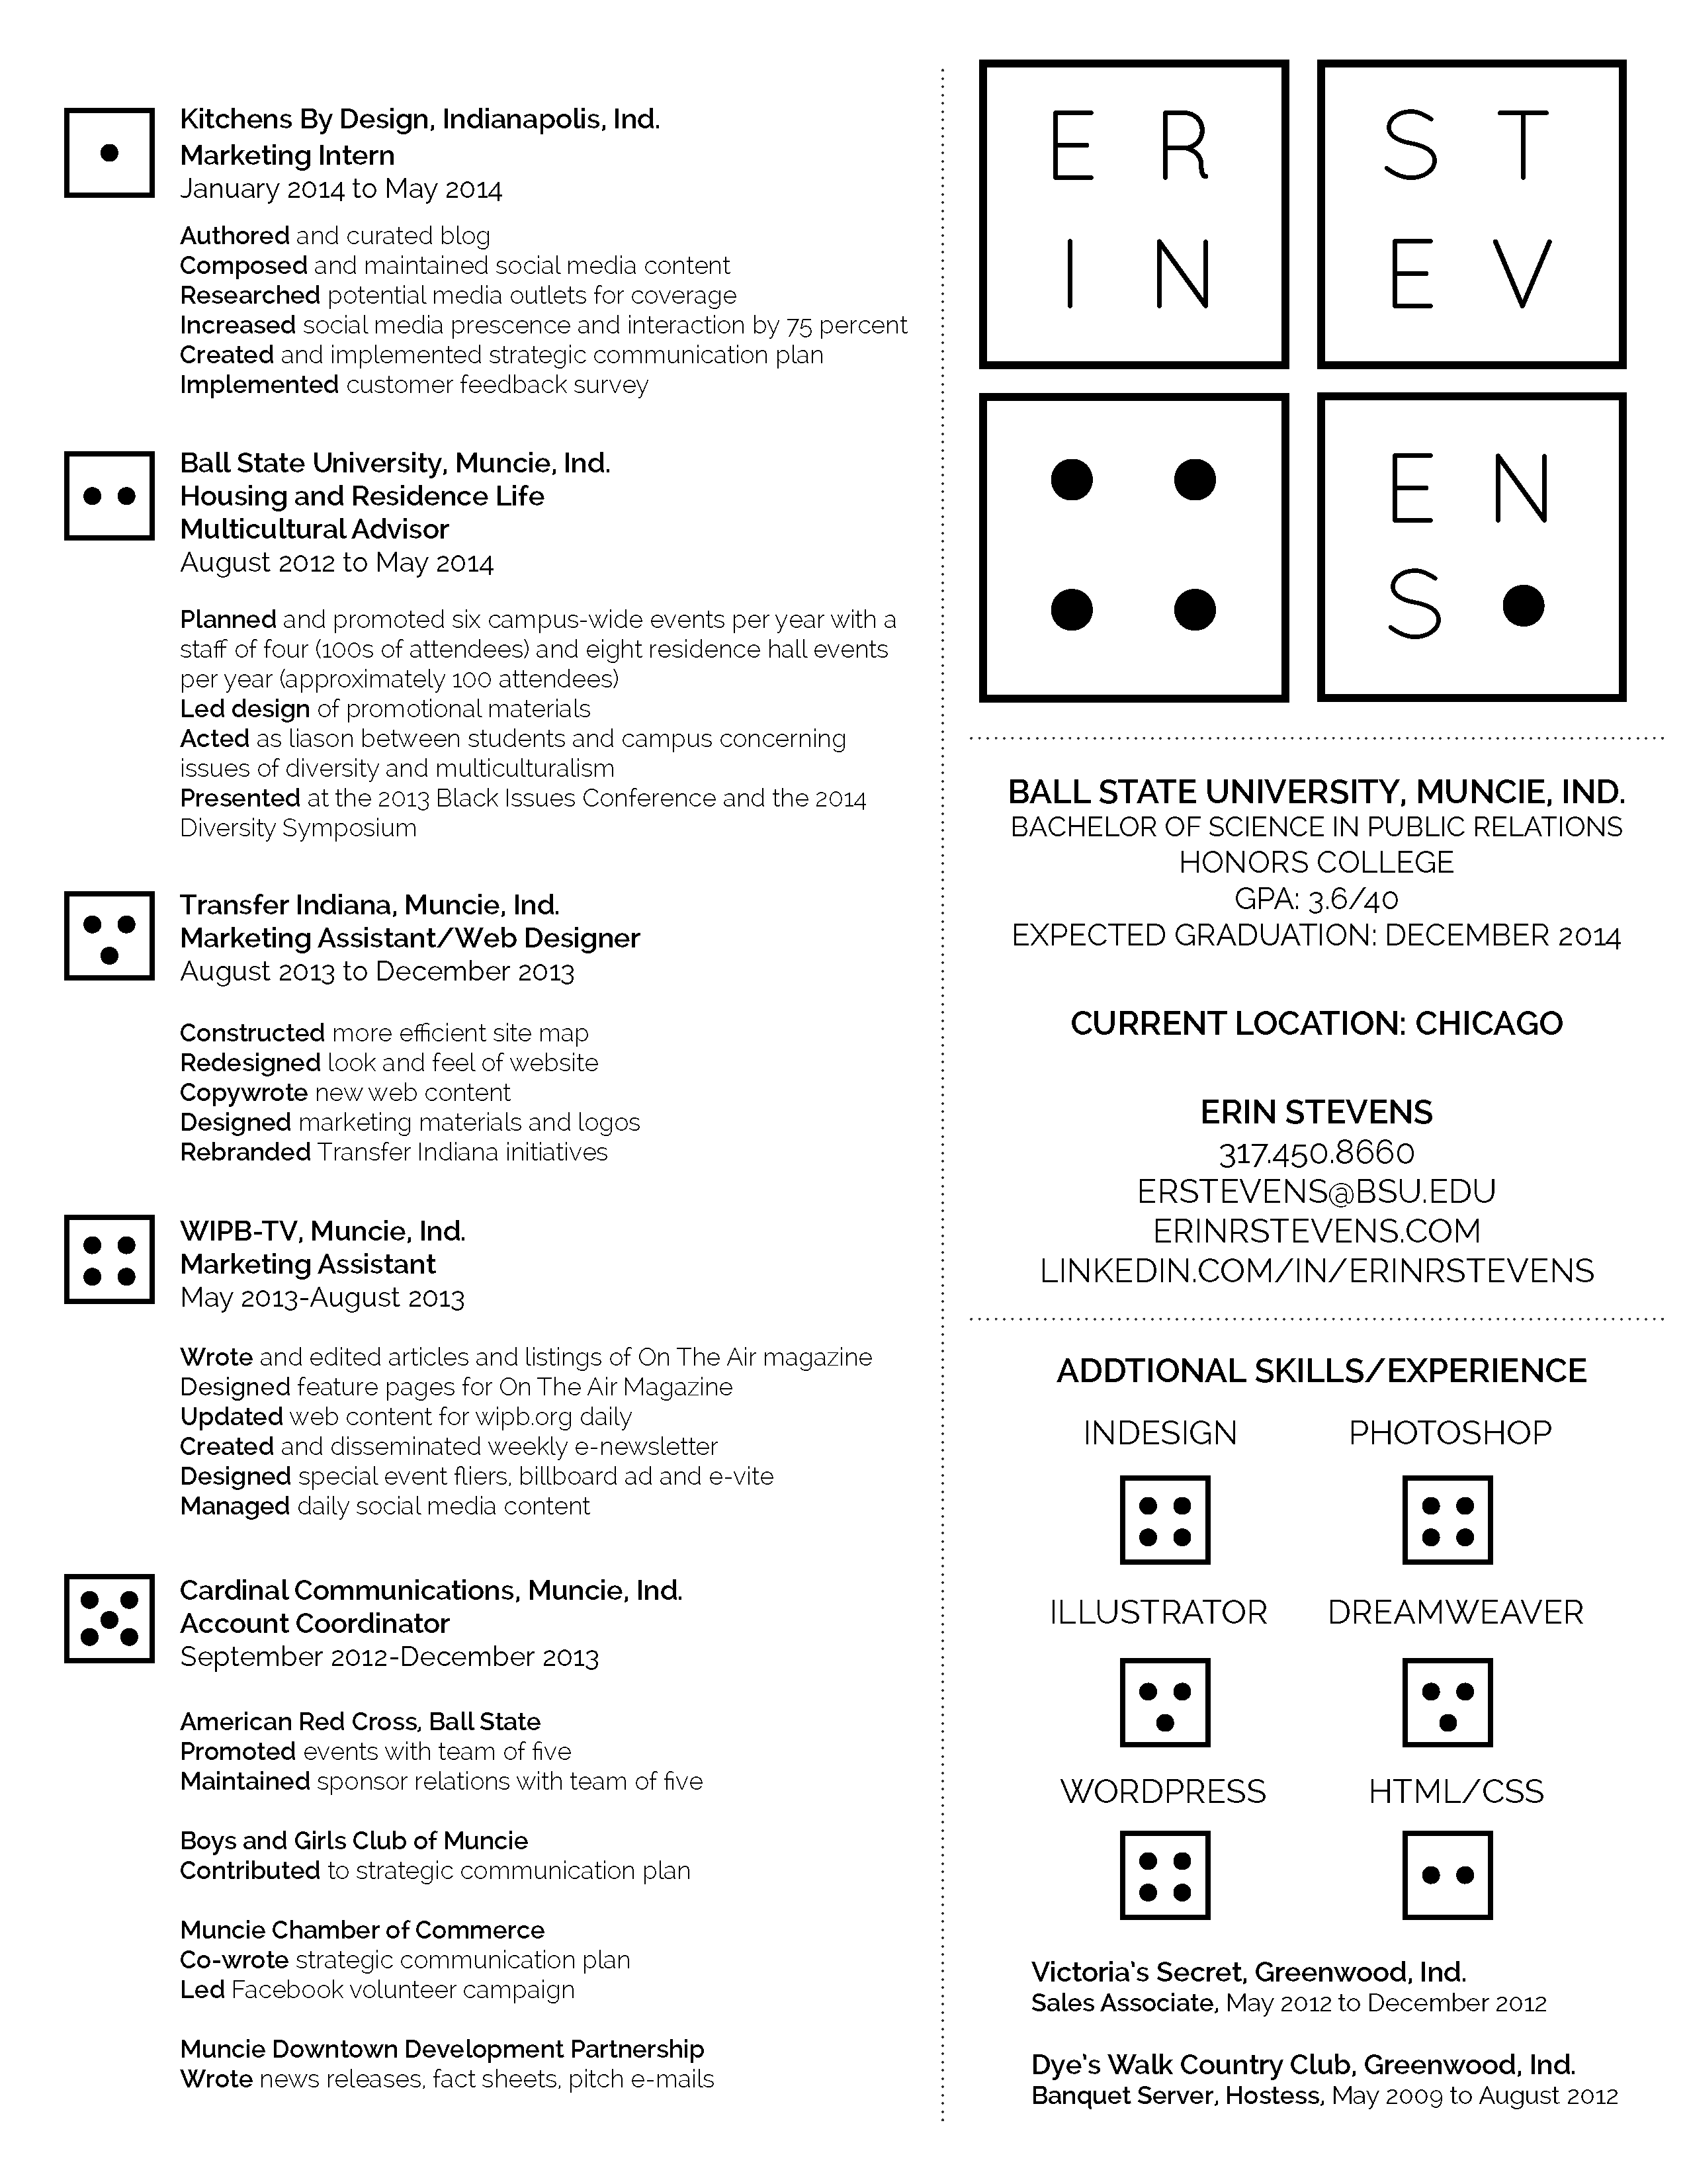 Kitchens By Design, Indianapolis, Ind.
Marketing Intern
January 2014 to May 2014
Authored and curated blog
Composed and maintained social media content
Researched potential media outlets for coverage
Increased social media prescence and interaction by 75 percent
Created and implemented strategic communication plan
Implemented customer feedback survey
Ball State University, Muncie, Ind.
Housing and Residence Life
Multicultural Advisor
August 2012 to May 2014
Planned and promoted six campus-wide events per year with a
staff of four (100s of attendees) and eight residence hall events
per year (approximately 100 attendees)
Led design of promotional materials
Acted as liason between students and campus concerning
issues of diversity and multiculturalism
Presented at the 2013 Black Issues Conference and the 2014
Diversity Symposium
Transfer Indiana, Muncie, Ind.
Marketing Assistant/Web Designer
August 2013 to December 2013
Constructed more efficient site map
Redesigned look and feel of website
Copywrote new web content
Designed marketing materials and logos
Rebranded Transfer Indiana initiatives
WIPB-TV, Muncie, Ind.
Marketing Assistant
May 2013-August 2013
Wrote and edited articles and listings of On The Air magazine
Designed feature pages for On The Air Magazine
Updated web content for wipb.org daily
Created and disseminated weekly e-newsletter
Designed special event fliers, billboard ad and e-vite
Managed daily social media content
Cardinal Communications, Muncie, Ind.
Account Coordinator
September 2012-December 2013
American Red Cross, Ball State
Promoted events with team of five
Maintained sponsor relations with team of five
Boys and Girls Club of Muncie
Contributed to strategic communication plan
Muncie Chamber of Commerce
Co-wrote strategic communication plan
Led Facebook volunteer campaign
Muncie Downtown Development Partnership
Wrote news releases, fact sheets, pitch e-mails
E R
I N
S T
E V
E N
S
BALL STATE UNIVERSITY, MUNCIE, IND.
BACHELOR OF SCIENCE IN PUBLIC RELATIONS
HONORS COLLEGE
GPA: 3.6/40
EXPECTED GRADUATION: DECEMBER 2014
CURRENT LOCATION: CHICAGO
ERIN STEVENS
317.450.8660
ERSTEVENS@BSU.EDU
ERINRSTEVENS.COM
LINKEDIN.COM/IN/ERINRSTEVENS
ADDTIONAL SKILLS/EXPERIENCE
INDESIGN PHOTOSHOP
ILLUSTRATOR DREAMWEAVER
WORDPRESS HTML/CSS
Victoria's Secret, Greenwood, Ind.
Sales Associate, May 2012 to December 2012
Dye's Walk Country Club, Greenwood, Ind.
Banquet Server, Hostess, May 2009 to August 2012